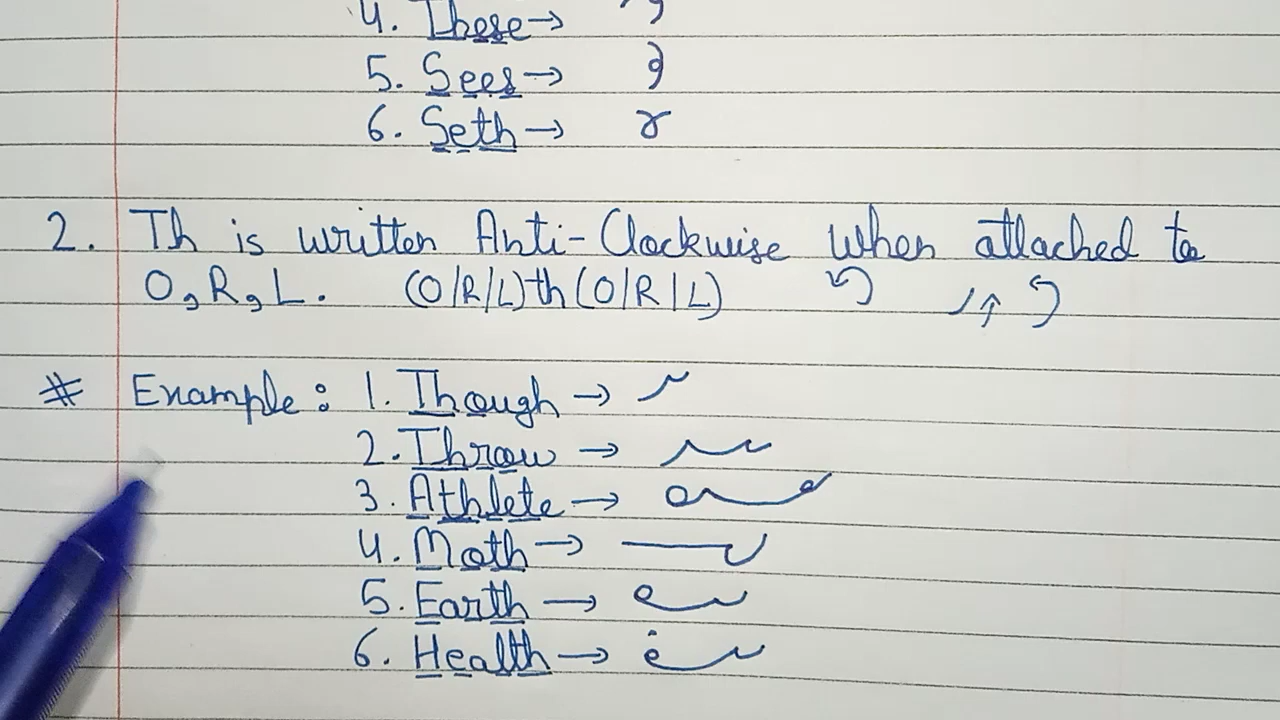 4. These →
5. Sees →
6. Seth →
2. Th is written Anti-Clockwise when attached to
O, R, L. (O/R/L)th(O/R/L)
# Example: 1. Though →
2. Throw →
3. Athlete →
4. Moth →
5. Earth →
6. Health →